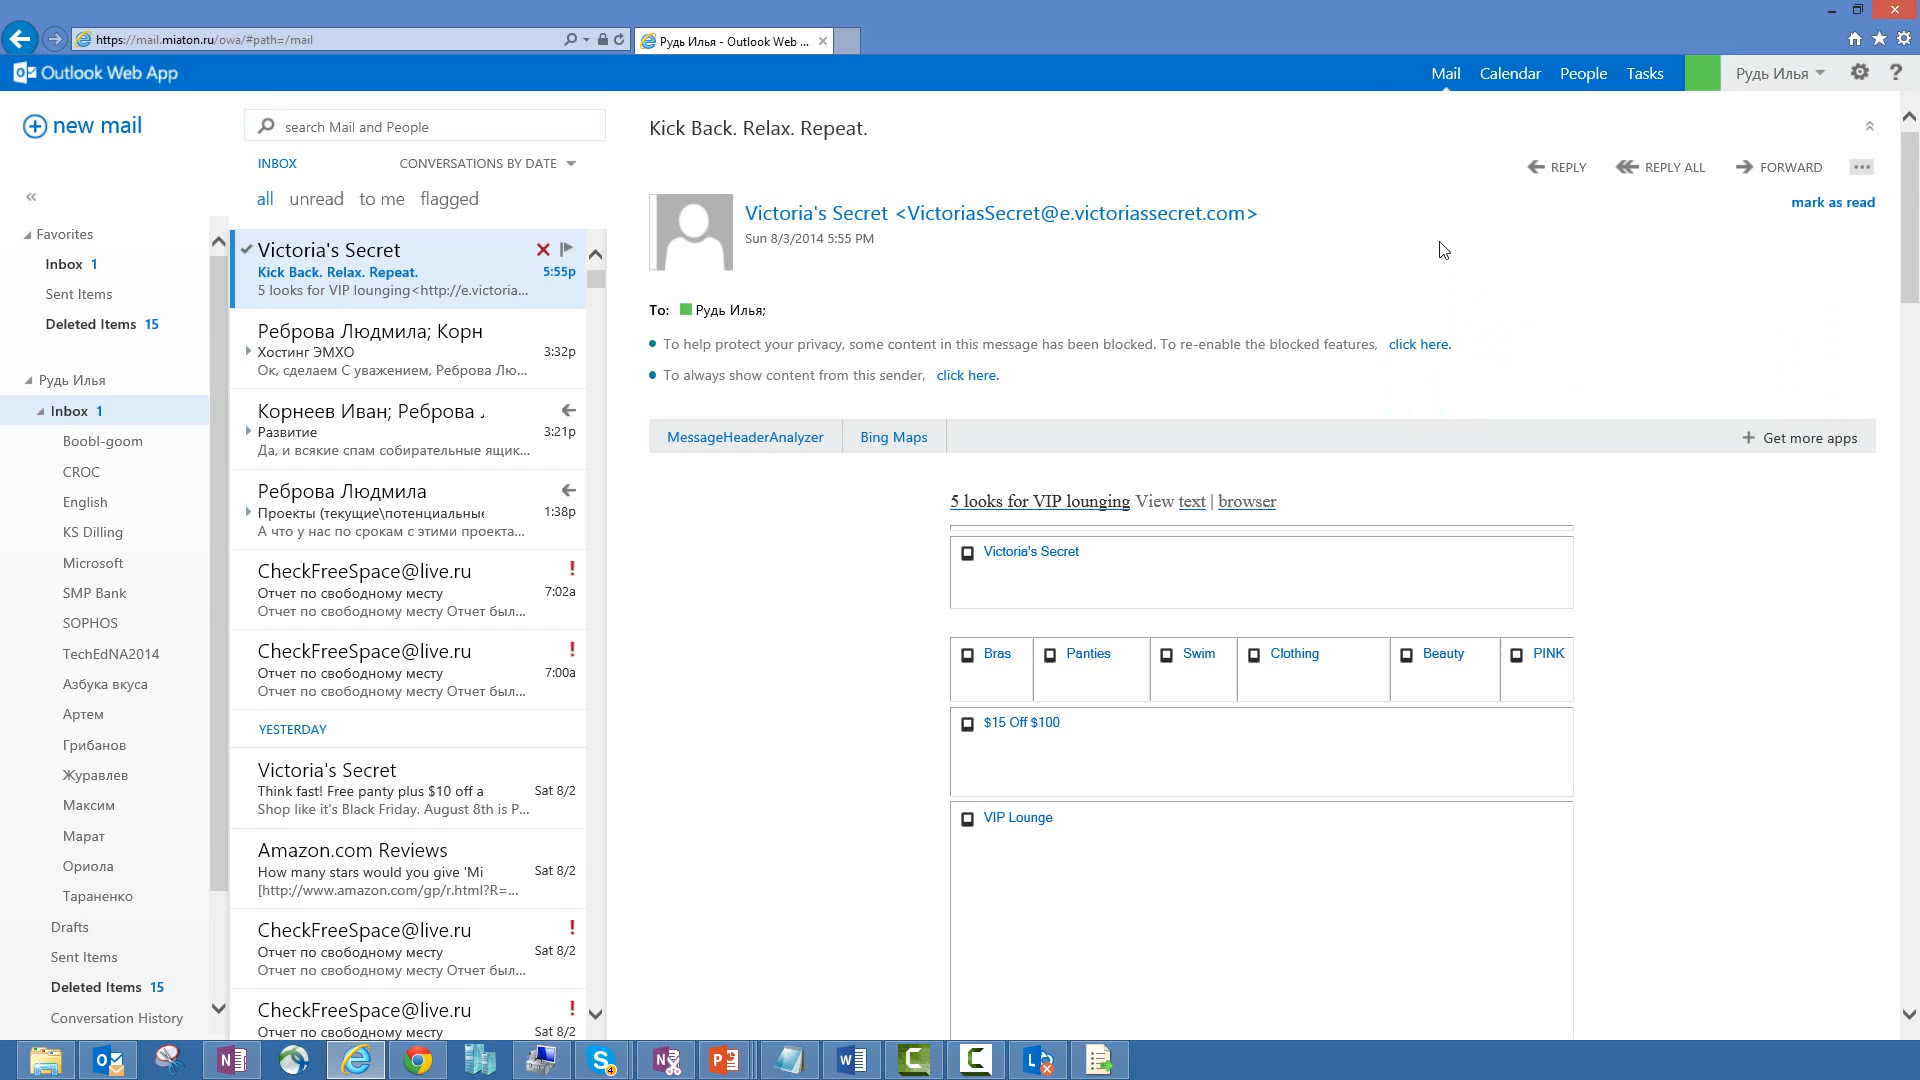 https://mail.miaton.ru/owa/#path=/mail
Рудь Илья - Outlook Web ...
Outlook Web App
Mail Calendar People Tasks
Рудь Илья
?
new mail
search Mail and People
INBOX CONVERSATIONS BY DATE
all unread to me flagged
Favorites
Inbox 1
Sent Items
Deleted Items 15
Рудь Илья
Inbox 1
Boobl-goom
CROC
English
KS Dilling
Microsoft
SMP Bank
SOPHOS
TechEdNA2014
Азбука вкуса
Артем
Грибанов
Журавлев
Максим
Марат
Ориола
Тараненко
Drafts
Sent Items
Deleted Items 15
Conversation History
Victoria's Secret
Kick Back. Relax. Repeat. 5:55p
5 looks for VIP lounging<http://e.victoria...
Реброва Людмила; Корн
Хостинг ЭМХО 3:32p
Ок, сделаем С уважением, Реброва Лю...
Корнеев Иван; Реброва
Развитие 3:21p
Да, и всякие спам собирательные ящик...
Реброва Людмила
Проекты (текущие\потенциальные 1:38p
А что у нас по срокам с этими проекта...
CheckFreeSpace@live.ru !
Отчет по свободному месту 7:02a
Отчет по свободному месту Отчет был...
CheckFreeSpace@live.ru !
Отчет по свободному месту 7:00a
Отчет по свободному месту Отчет был...
YESTERDAY
Victoria's Secret
Think fast! Free panty plus $10 off a Sat 8/2
Shop like it's Black Friday. August 8th is P...
Amazon.com Reviews
How many stars would you give 'Mi Sat 8/2
[http://www.amazon.com/gp/r.html?R=...
CheckFreeSpace@live.ru !
Отчет по свободному месту Sat 8/2
Отчет по свободному месту Отчет был...
CheckFreeSpace@live.ru !
Отчет по свободному месту Sat 8/2
Kick Back. Relax. Repeat.
REPLY REPLY ALL FORWARD ...
mark as read
Victoria's Secret <VictoriasSecret@e.victoriassecret.com>
Sun 8/3/2014 5:55 PM
To: Рудь Илья;
To help protect your privacy, some content in this message has been blocked. To re-enable the blocked features, click here.
To always show content from this sender, click here.
MessageHeaderAnalyzer Bing Maps + Get more apps
5 looks for VIP lounging View text | browser
Victoria's Secret
Bras Panties Swim Clothing Beauty PINK
$15 Off $100
VIP Lounge